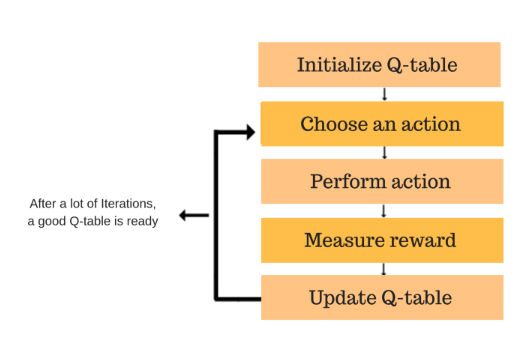 Initialize Q-table
Choose an action
Perform action
Measure reward
Update Q-table
After a lot of Iterations,
a good Q-table is ready